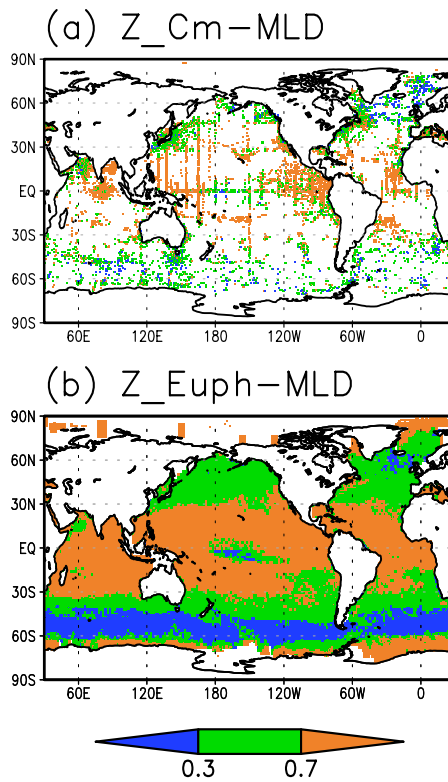 (a) Z_Cm-MLD
90N
60N
30N
EQ
30S
60S
90S
60E 120E 180 120W 60W 0
(b) Z_Euph-MLD
90N
60N
30N
EQ
30S
60S
90S
60E 120E 180 120W 60W 0
0.3 0.7